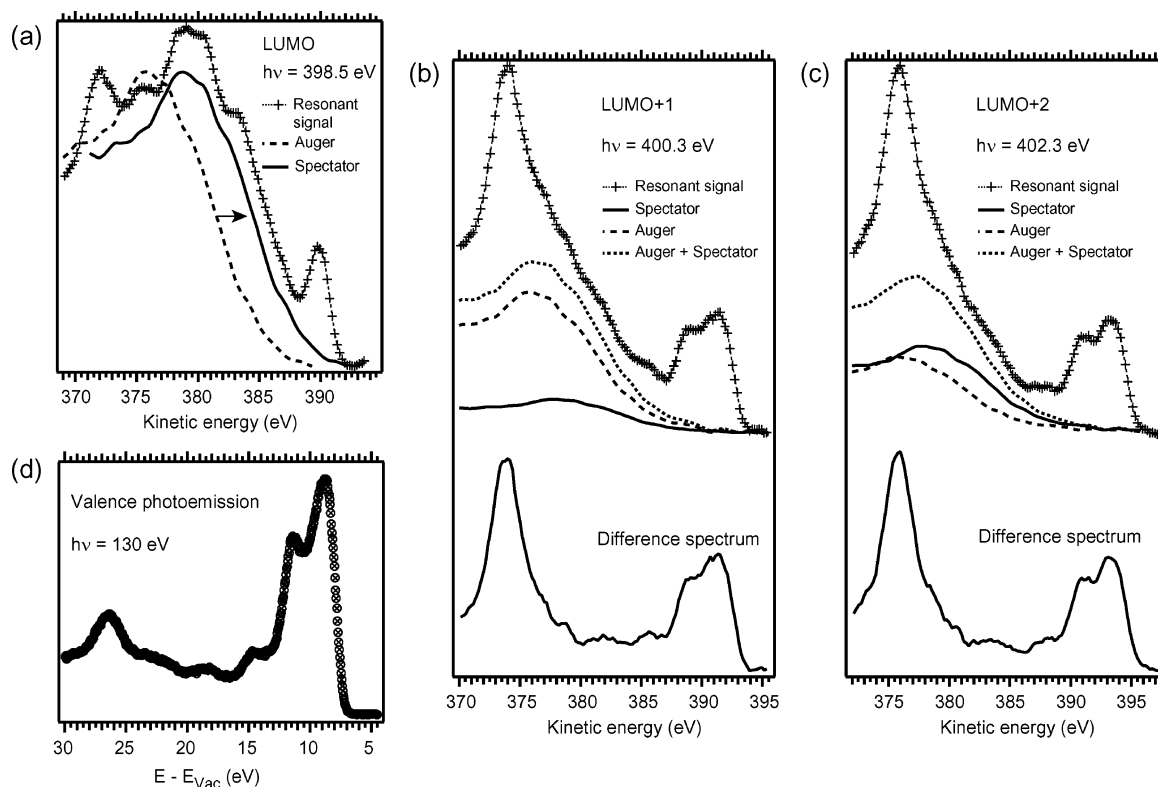 (a)
LUMO
hν = 398.5 eV
Resonant
signal
Auger
Spectator
370
375
380
385
390
Kinetic energy (eV)
(b)
LUMO+1
hν = 400.3 eV
Resonant signal
Spectator
Auger
Auger + Spectator
Difference spectrum
370
375
380
385
390
395
Kinetic energy (eV)
(c)
LUMO+2
hν = 402.3 eV
Resonant signal
Spectator
Auger
Auger + Spectator
Difference spectrum
375
380
385
390
395
Kinetic energy (eV)
(d)
Valence photoemission
hν = 130 eV
30
25
20
15
10
5
E - EVac (eV)